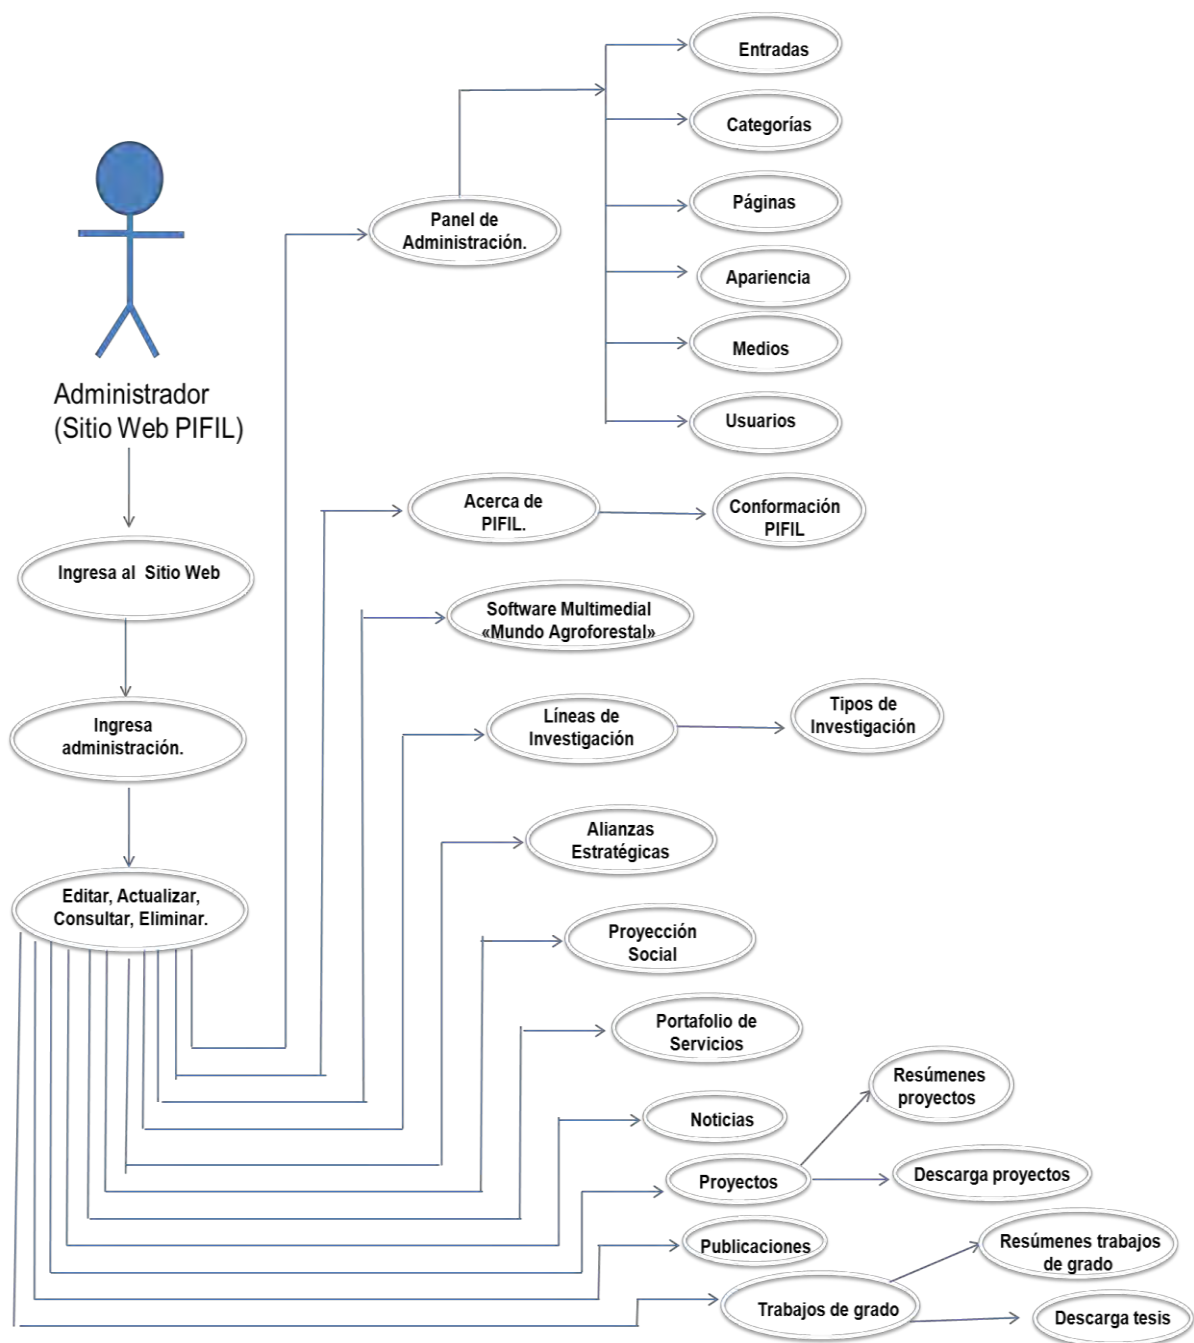 Entradas
Categorías
Páginas
Panel de
Administración.
Apariencia
Medios
Administrador
(Sitio Web PIFIL)
Usuarios
Acerca de
PIFIL.
Conformación
PIFIL
Ingresa al Sitio Web
Software Multimedial
«Mundo Agroforestal»
Ingresa
administración.
Líneas de
Investigación
Tipos de
Investigación
Alianzas
Estratégicas
Editar, Actualizar,
Consultar, Eliminar.
Proyección
Social
Portafolio de
Servicios
Resúmenes
proyectos
Noticias
Proyectos
Descarga proyectos
Publicaciones
Resúmenes trabajos
de grado
Trabajos de grado
Descarga tesis